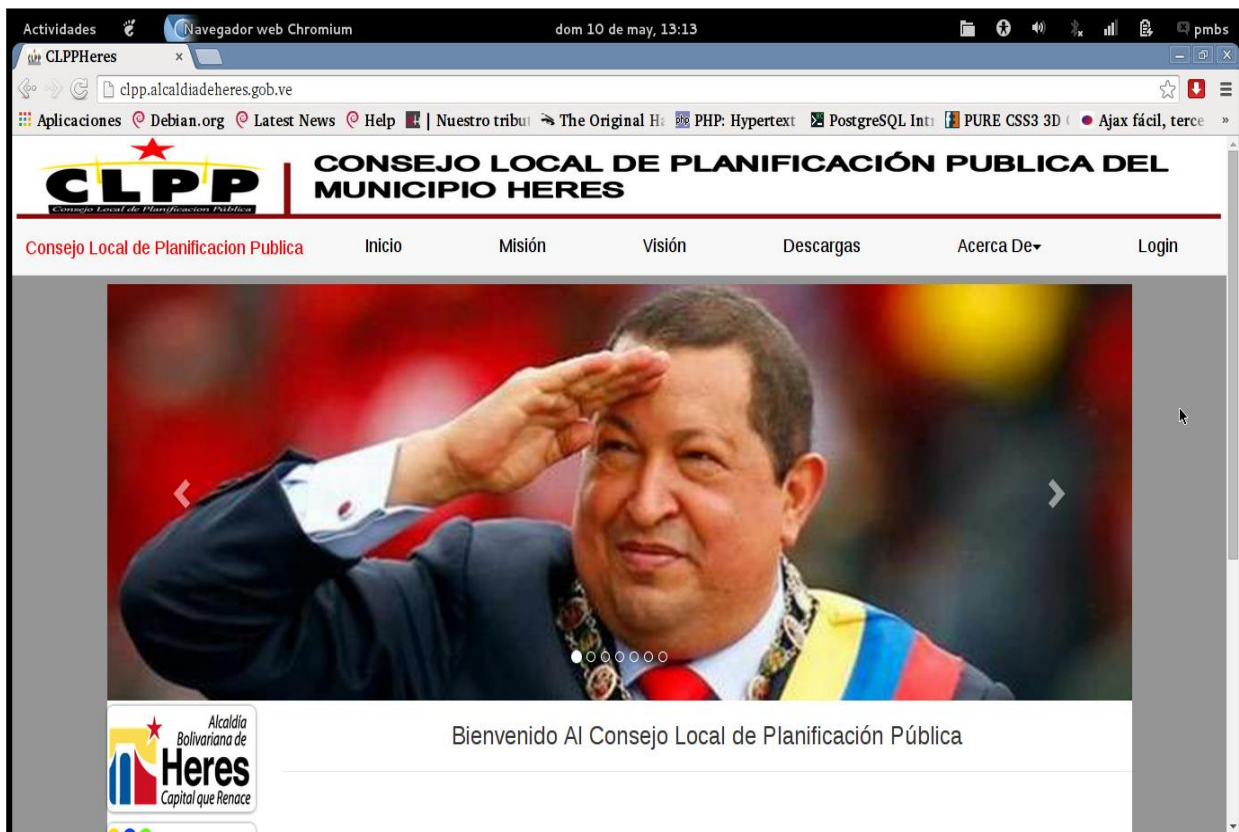 Actividades Navegador web Chromium dom 10 de may, 13:13 pmbs
CLPPHeres x
clpp.alcaldiadeheres.gob.ve
Aplicaciones Debian.org Latest News Help | Nuestro tribu The Original Ha PHP: Hypertext PostgreSQL Int PURE CSS3 3D ( Ajax fácil, terce »
CLPP
Consejo Local de Planificación Pública
CONSEJO LOCAL DE PLANIFICACIÓN PUBLICA DEL
MUNICIPIO HERES
Consejo Local de Planificacion Publica Inicio Misión Visión Descargas Acerca De Login
Alcaldía
Bolivariana de
Heres
Capital que Renace
Bienvenido Al Consejo Local de Planificación Pública